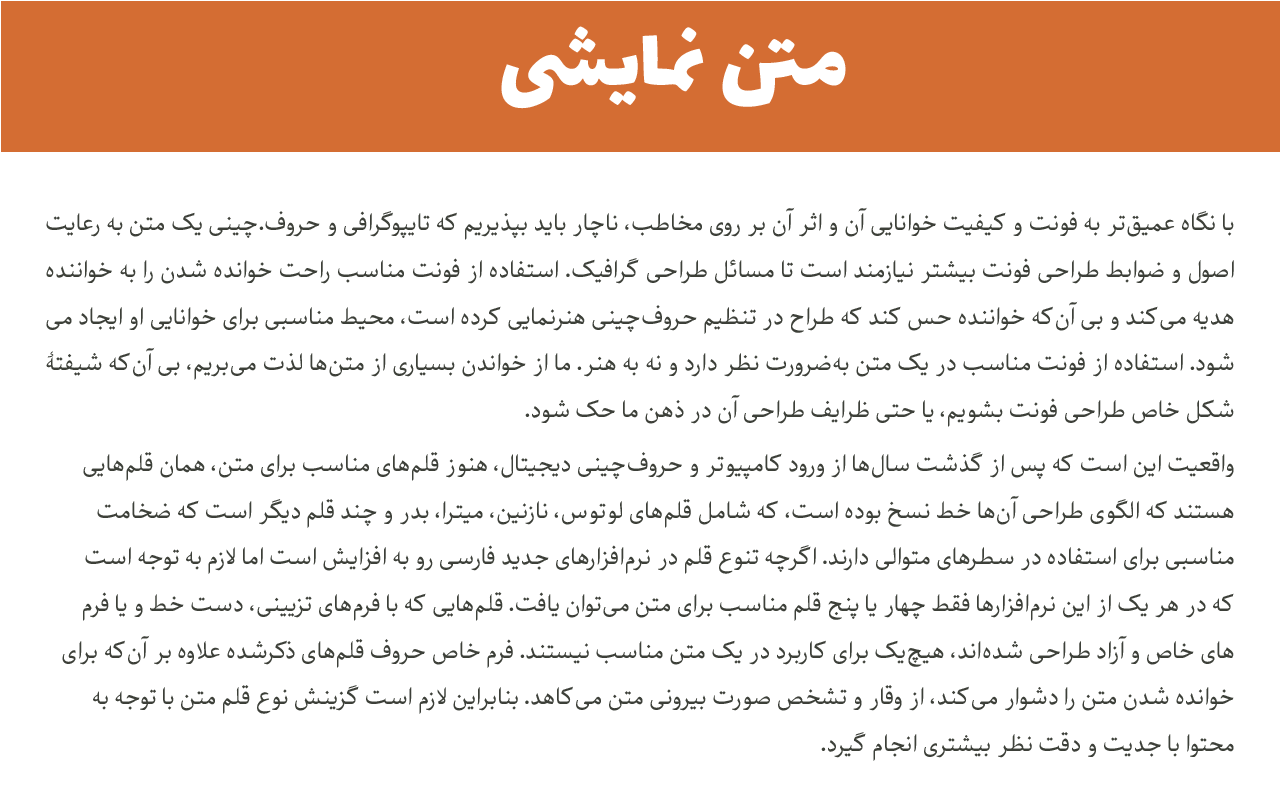 متن نمایشی
با نگاه عمیق‌تر به فونت و کیفیت خوانایی آن و اثر آن بر روی مخاطب، ناچار باید بپذیریم که تایپوگرافی و حروف.چینی یک متن به رعایت
اصول و ضوابط طراحی فونت بیشتر نیازمند است تا مسائل طراحی گرافیک. استفاده از فونت مناسب راحت خوانده شدن را به خواننده
هدیه می‌کند و بی آن‌که خواننده حس کند که طراح در تنظیم حروف‌چینی هنرنمایی کرده است، محیط مناسبی برای خوانایی او ایجاد می
شود. استفاده از فونت مناسب در یک متن به‌ضرورت نظر دارد و نه به هنر. ما از خواندن بسیاری از متن‌ها لذت می‌بریم، بی آن‌که شیفتۀ
شکل خاص طراحی فونت بشویم، یا حتی ظرایف طراحی آن در ذهن ما حک شود.
واقعیت این است که پس از گذشت سال‌ها از ورود کامپیوتر و حروف‌چینی دیجیتال، هنوز قلم‌های مناسب برای متن، همان قلم‌هایی
هستند که الگوی طراحی آن‌ها خط نسخ بوده است، که شامل قلم‌های لوتوس، نازنین، میترا، بدر و چند قلم دیگر است که ضخامت
مناسبی برای استفاده در سطرهای متوالی دارند. اگرچه تنوع قلم در نرم‌افزارهای جدید فارسی رو به افزایش است اما لازم به توجه است
که در هر یک از این نرم‌افزارها فقط چهار یا پنج قلم مناسب برای متن می‌توان یافت. قلم‌هایی که با فرم‌های تزیینی، دست خط و یا فرم
های خاص و آزاد طراحی شده‌اند، هیچ‌یک برای کاربرد در یک متن مناسب نیستند. فرم خاص حروف قلم‌های ذکرشده علاوه بر آن‌که برای
خوانده شدن متن را دشوار می‌کند، از وقار و تشخص صورت بیرونی متن می‌کاهد. بنابراین لازم است گزینش نوع قلم متن با توجه به
محتوا با جدیت و دقت نظر بیشتری انجام گیرد.